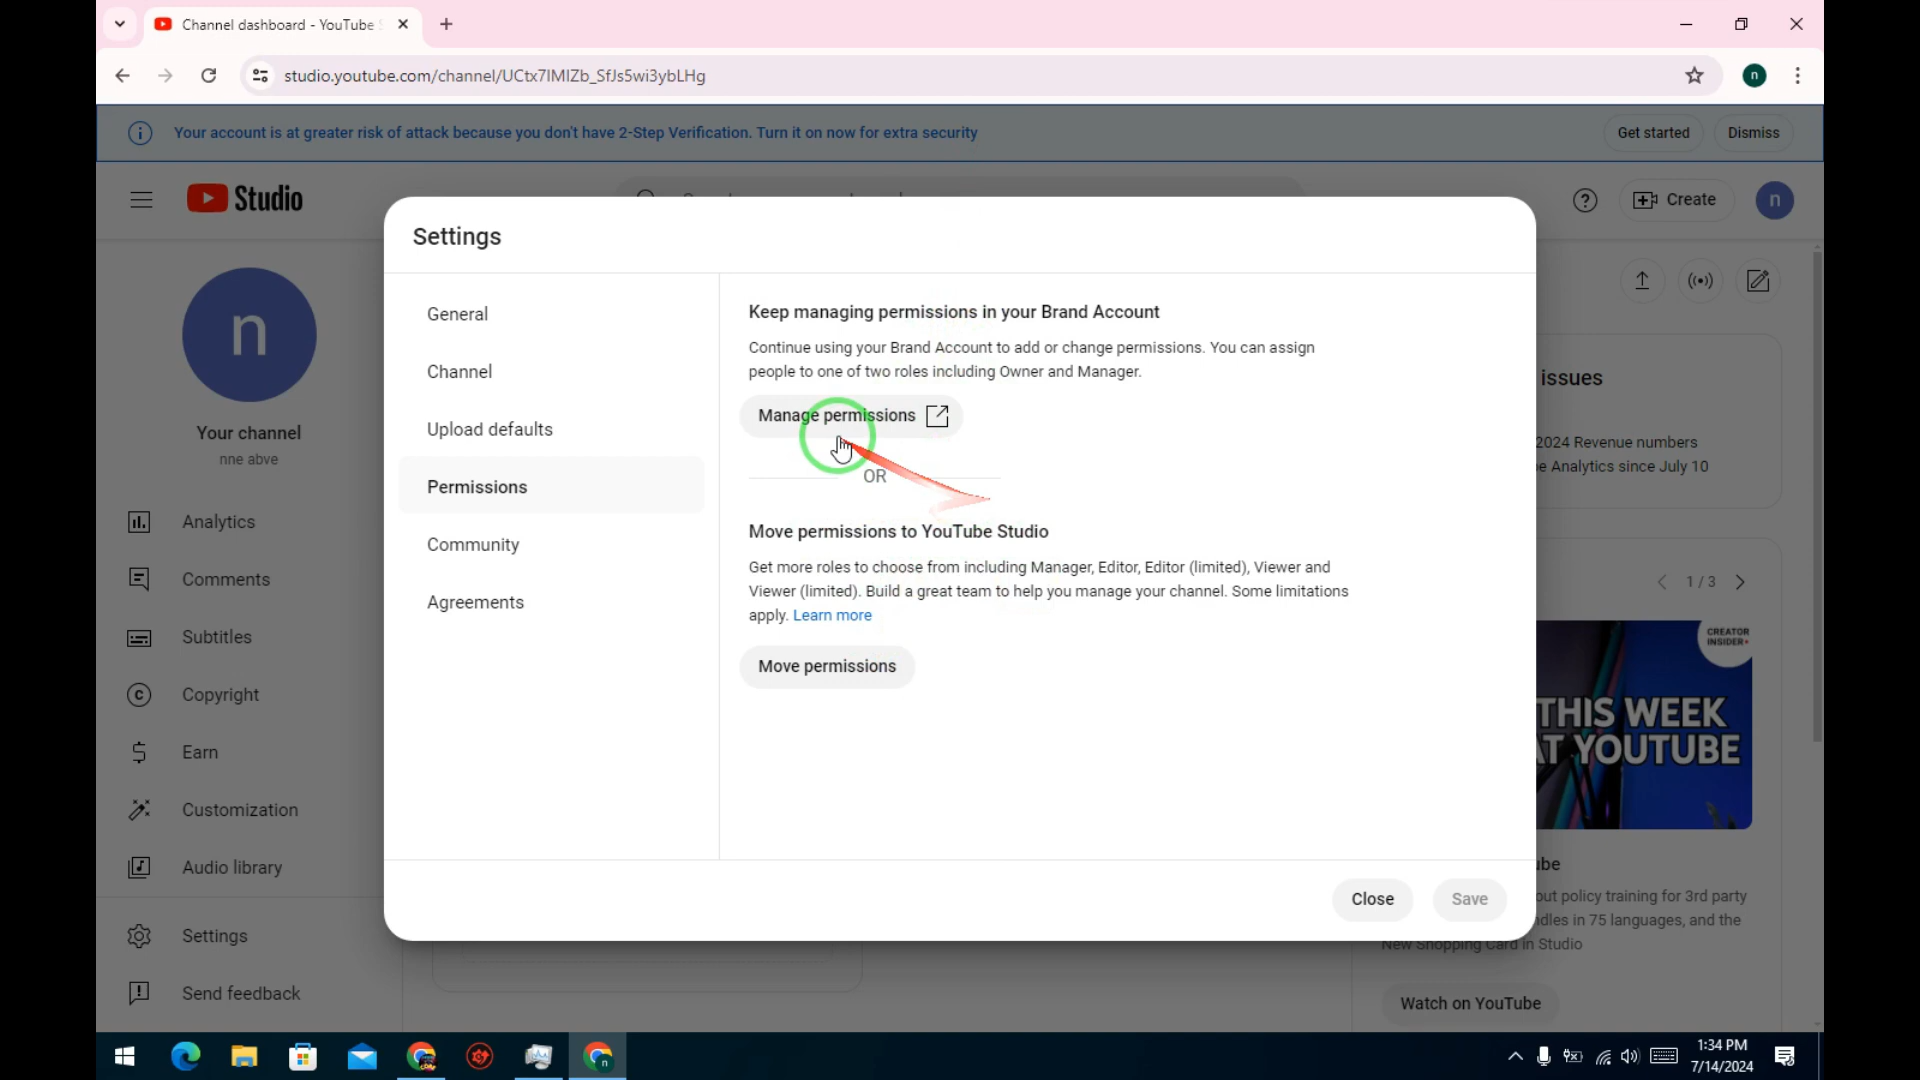 Channel dashboard - YouTube
studio.youtube.com/channel/UCtx7IMIZb_SfJs5wi3ybLHg
n
Your account is at greater risk of attack because you don't have 2-Step Verification. Turn it on now for extra security
Get started
Dismiss
Studio
Create
n
Settings
n
Your channel
nne abve
Analytics
Comments
Subtitles
Copyright
Earn
Customization
Audio library
Settings
Send feedback
General
Channel
Upload defaults
Permissions
Community
Agreements
Keep managing permissions in your Brand Account
Continue using your Brand Account to add or change permissions. You can assign
people to one of two roles including Owner and Manager.
Manage permissions
OR
Move permissions to YouTube Studio
Get more roles to choose from including Manager, Editor, Editor (limited), Viewer and
Viewer (limited). Build a great team to help you manage your channel. Some limitations
apply. Learn more
Move permissions
Close
Save
issues
2024 Revenue numbers
Analytics since July 10
1 / 3
CREATOR
INSIDER
THIS WEEK
AT YOUTUBE
policy training for 3rd party
in 75 languages, and the
New Shopping Card in Studio
Watch on YouTube
1:34 PM
7/14/2024